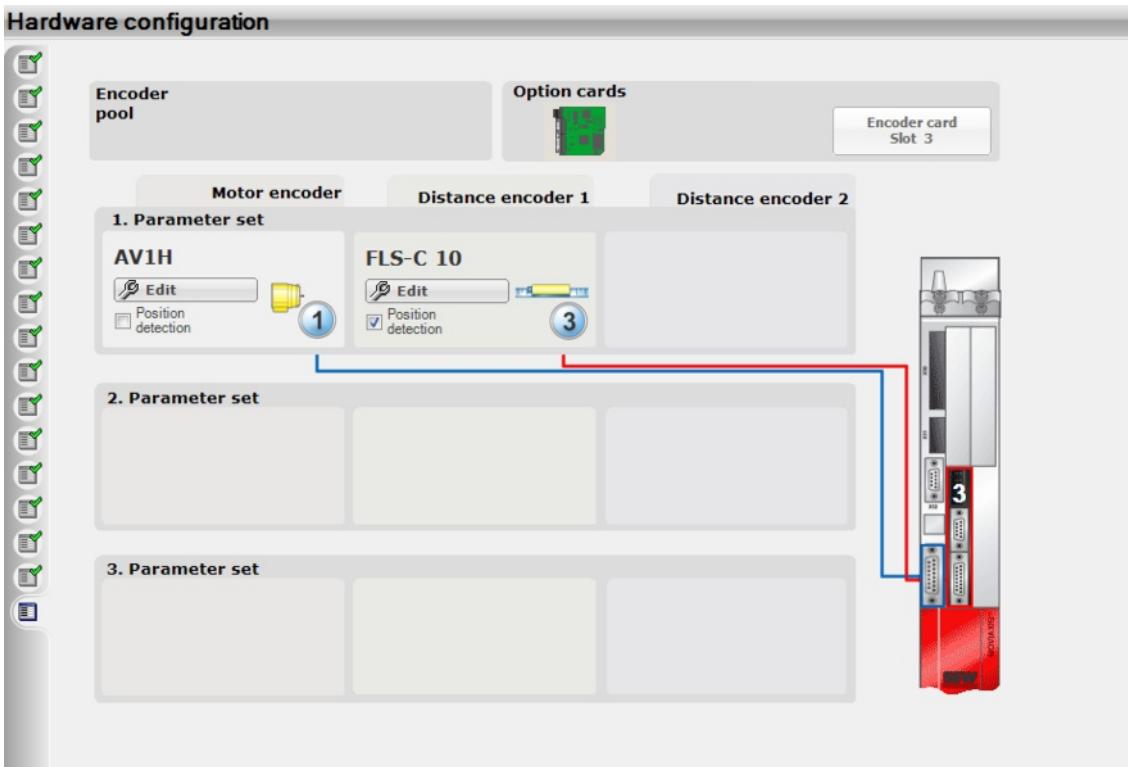 Hardware configuration
Encoder
pool
Option cards
Encoder card
Slot 3
Motor encoder
Distance encoder 1
Distance encoder 2
1. Parameter set
AV1H
Edit
Position
detection
1
FLS-C 10
Edit
Position
detection
3
2. Parameter set
3
3. Parameter set
SEW